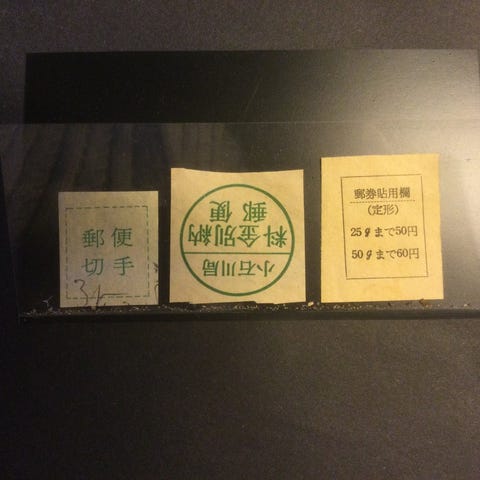 郵便
切手
小石川局
料金別納
郵便
郵券貼用欄
(定形)
25gまで50円
50gまで60円